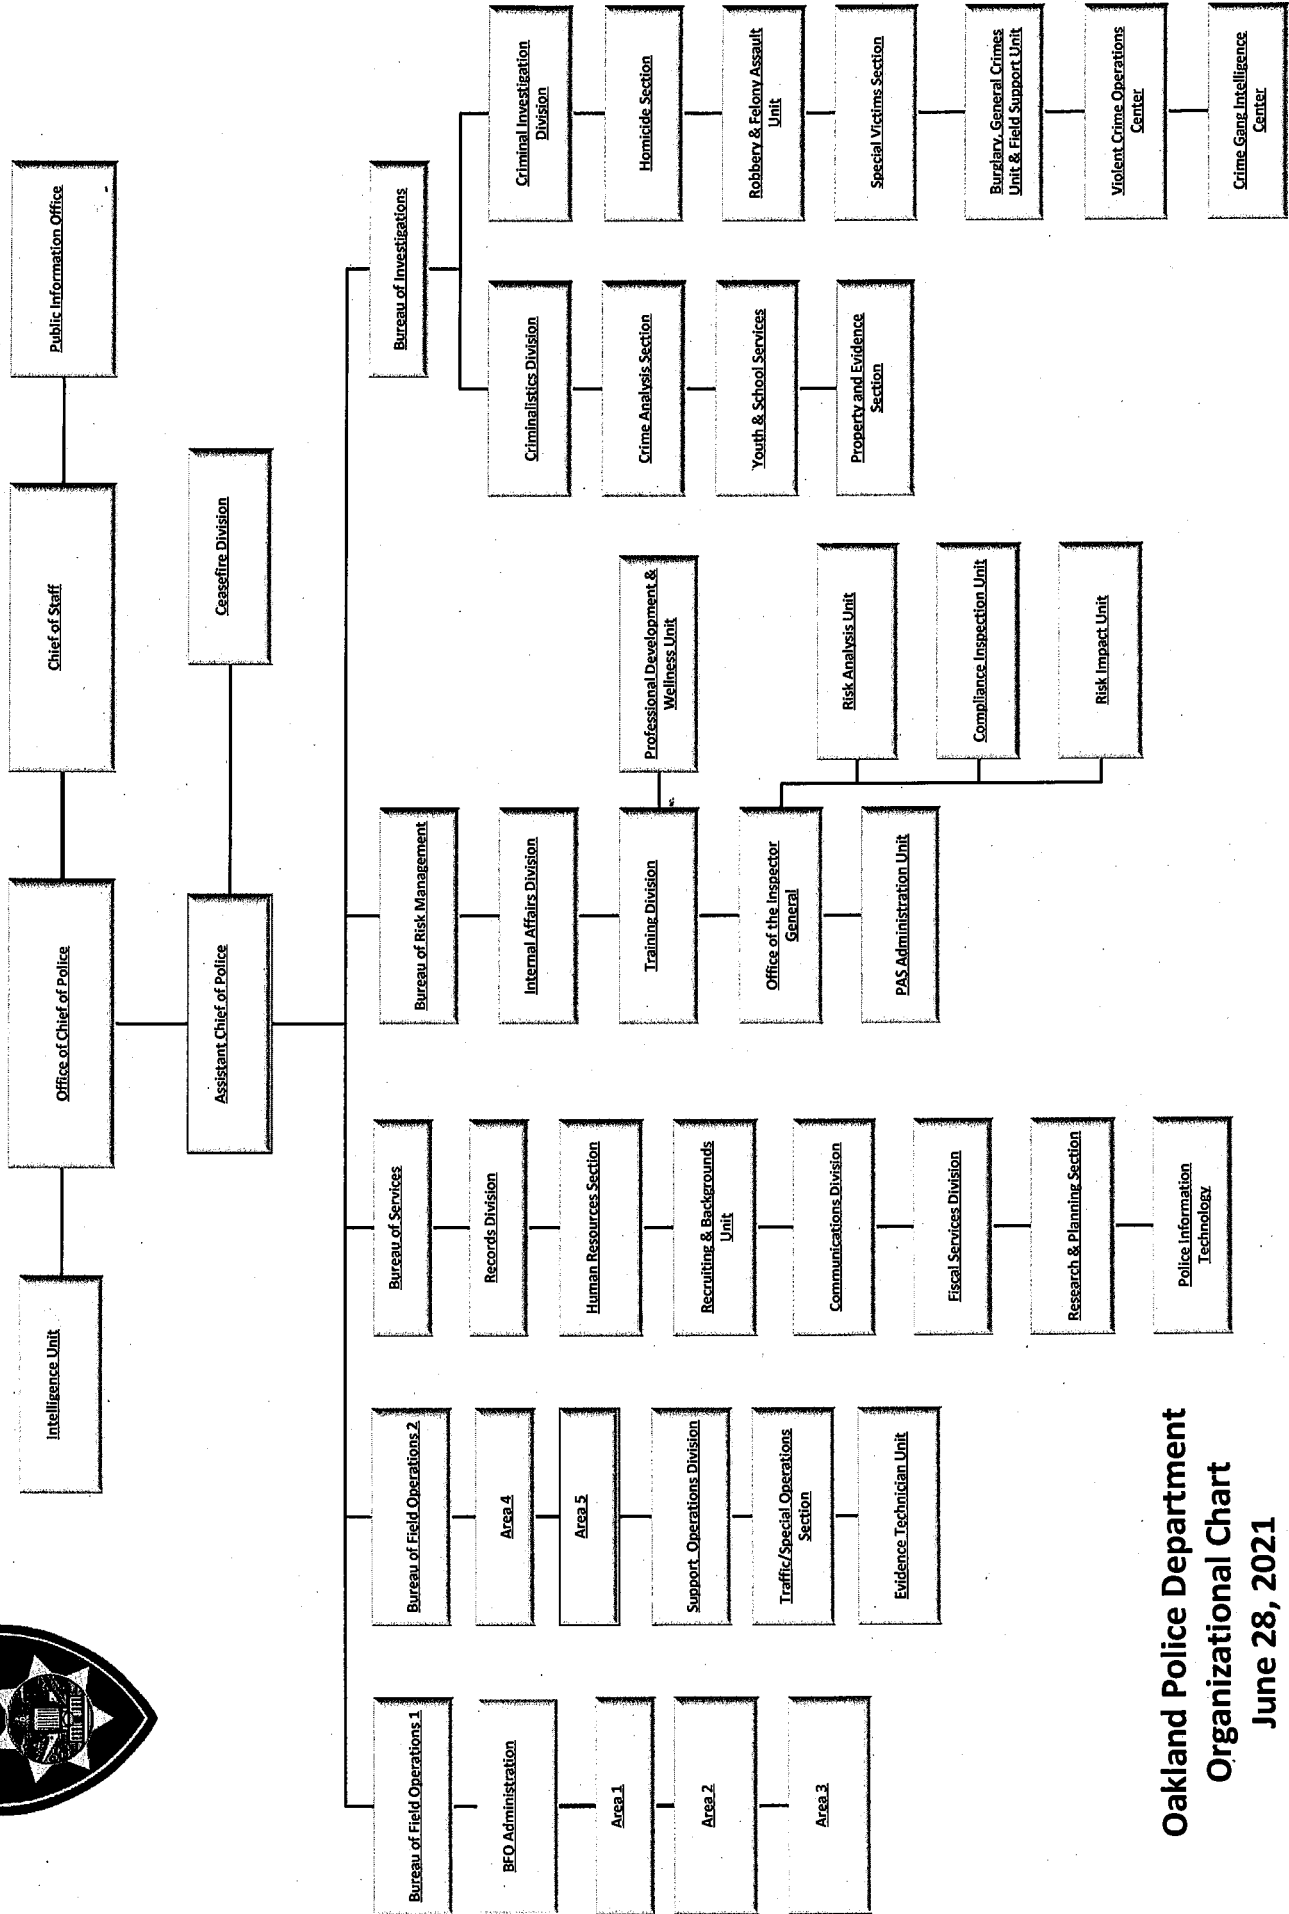 Intelligence Unit
Office of Chief of Police
Chief of Staff
Public Information Office
Assistant Chief of Police
Ceasefire Division
Bureau of Field Operations 1
BFO Administration
Area 1
Area 2
Area 3
Bureau of Field Operations 2
Area 4
Area 5
Support Operations Division
Traffic/Special Operations
Section
Evidence Technician Unit
Bureau of Services
Records Division
Human Resources Section
Recruiting & Backgrounds
Unit
Communications Division
Fiscal Services Division
Research & Planning Section
Police Information
Technology
Bureau of Risk Management
Internal Affairs Division
Training Division
Professional Development &
Wellness Unit
Office of the Inspector
General
Risk Analysis Unit
Compliance Inspection Unit
Risk Impact Unit
PAS Administration Unit
Bureau of Investigations
Criminalistics Division
Crime Analysis Section
Youth & School Services
Property and Evidence
Section
Criminal Investigation
Division
Homicide Section
Robbery & Felony Assault
Unit
Special Victims Section
Burglary, General Crimes
Unit & Field Support Unit
Violent Crime Operations
Center
Crime Gang Intelligence
Center
Oakland Police Department
Organizational Chart
June 28, 2021